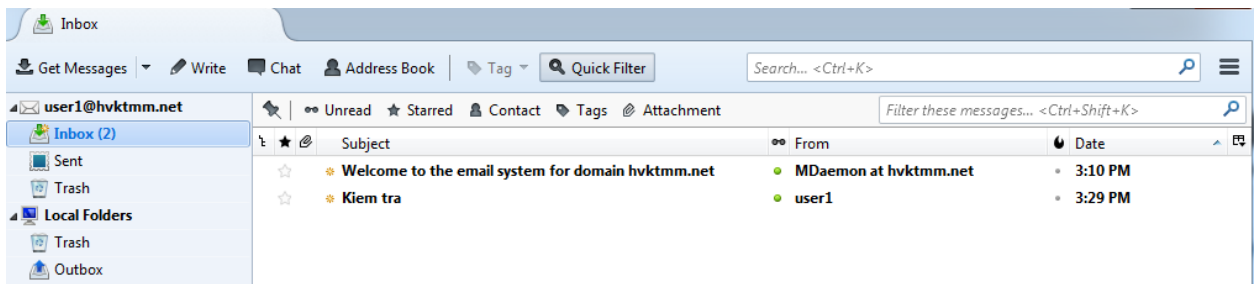 Inbox
Get Messages Write Chat Address Book Tag Quick Filter Search... <Ctrl+K>
user1@hvktmm.net
Unread Starred Contact Tags Attachment Filter these messages... <Ctrl+Shift+K>
Inbox (2)
Subject From Date
Sent
Welcome to the email system for domain hvktmm.net MDaemon at hvktmm.net 3:10 PM
Trash
Kiem tra user1 3:29 PM
Local Folders
Trash
Outbox